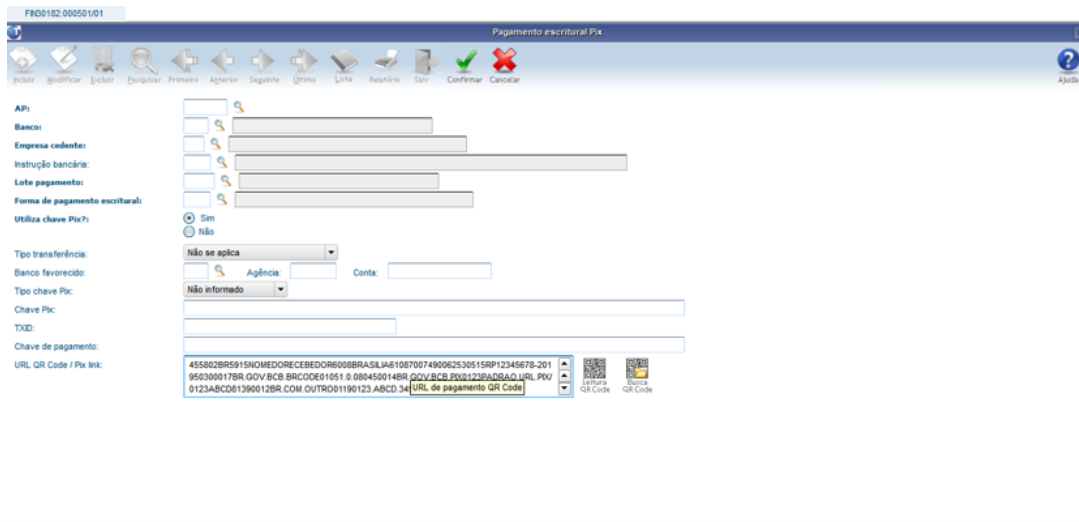 FIN30182:000501/01
Pagamento escritural Pix
Incluir Modificar Excluir Pesquisar Primeiro Anterior Seguinte Último Lista Relatório Sair Confirmar Cancelar Ajuda
AP:
Banco:
Empresa cedente:
Instrução bancária:
Lote pagamento:
Forma de pagamento escritural:
Utiliza chave Pix?: Sim
Não
Tipo transferência: Não se aplica
Banco favorecido: Agência: Conta:
Tipo chave Pix: Não informado
Chave Pix:
TXID:
Chave de pagamento:
URL QR Code / Pix link: 455802BR5915NOMEDORECEBEDOR6008BRASILIA61087007490062530515RP12345678-201
950300017BR.GOV.BCB.BRCODE01051.0.080450014BR.GOV.BCB.PIX0123PADRAO.URL.PIX/
0123ABCD81390012BR.COM.OUTRO01190123.ABCD.34
URL de pagamento QR Code
Leitura QR Code
Busca QR Code